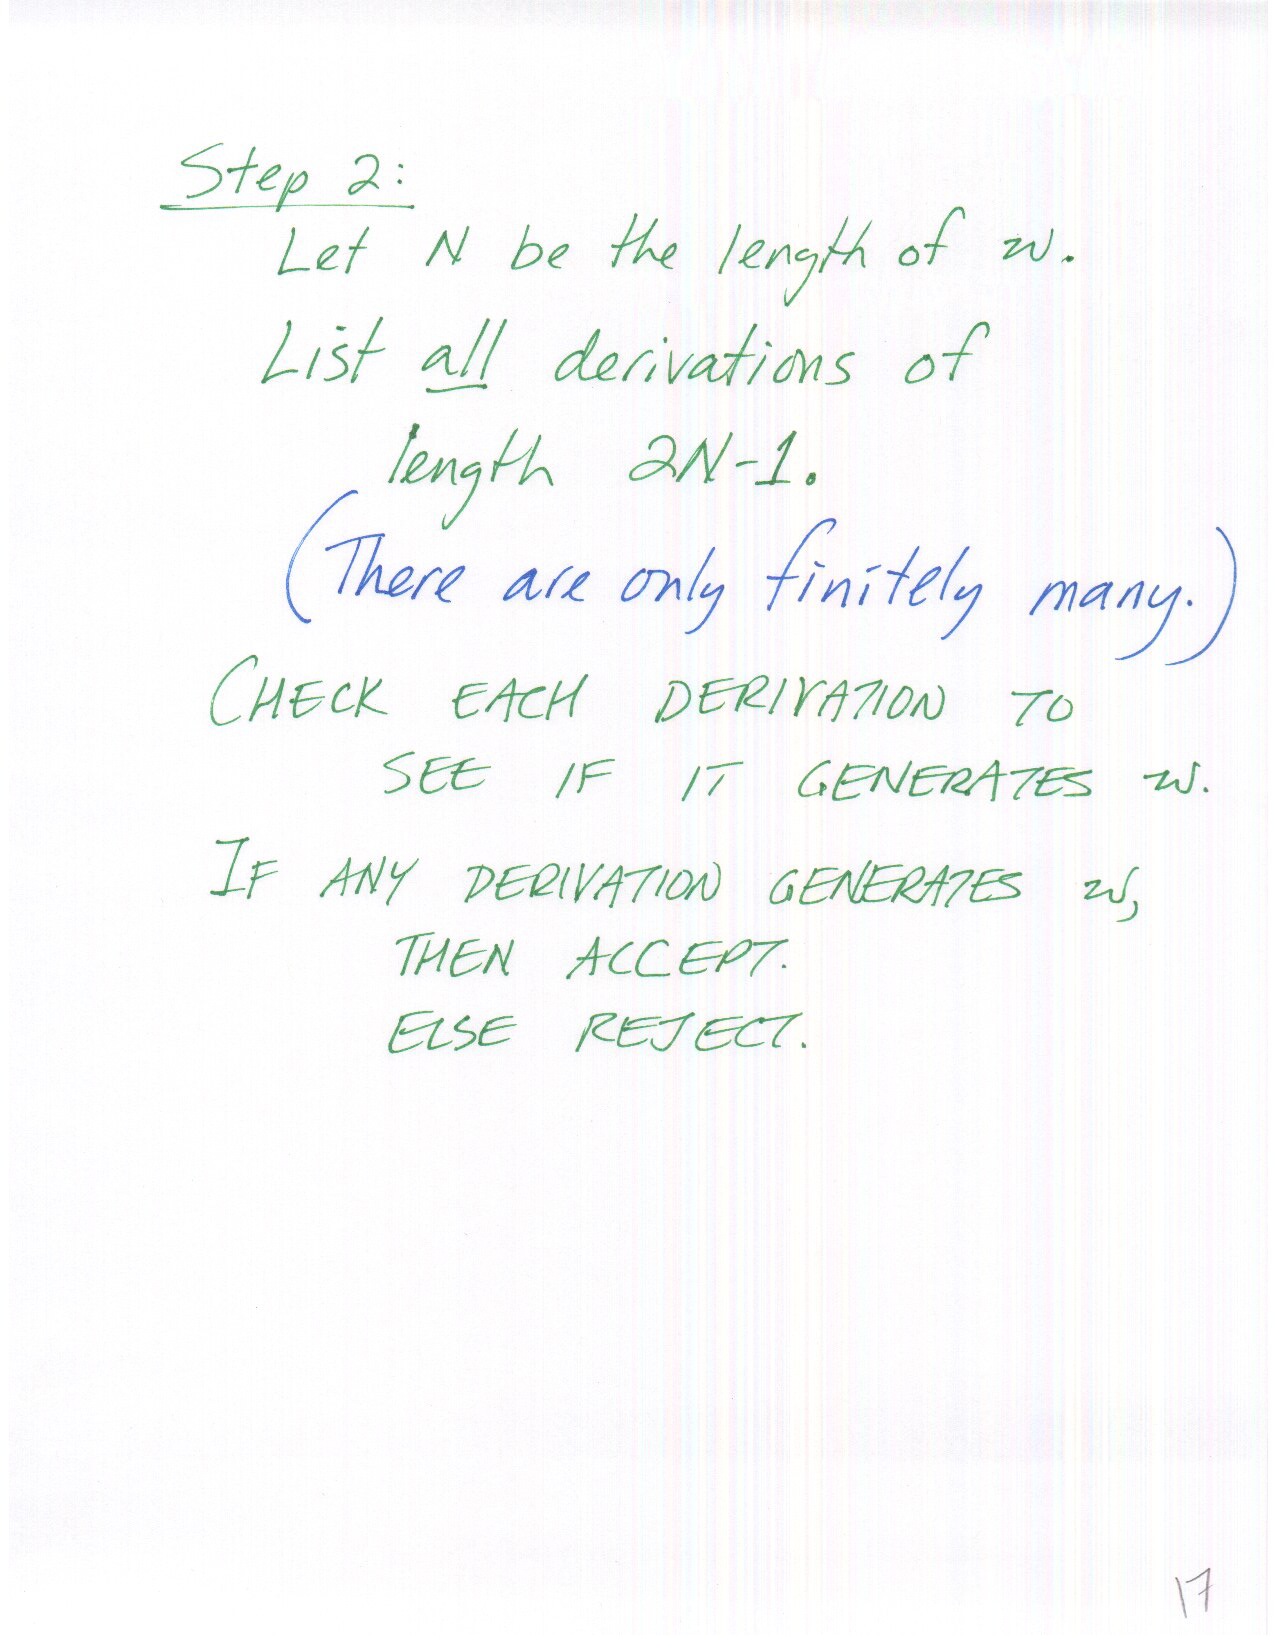 Step 2:
Let N be the length of w.
List all derivations of
length 2N-1.
(There are only finitely many.)
CHECK EACH DERIVATION TO
SEE IF IT GENERATES w.
IF ANY DERIVATION GENERATES w,
THEN ACCEPT.
ELSE REJECT.
17